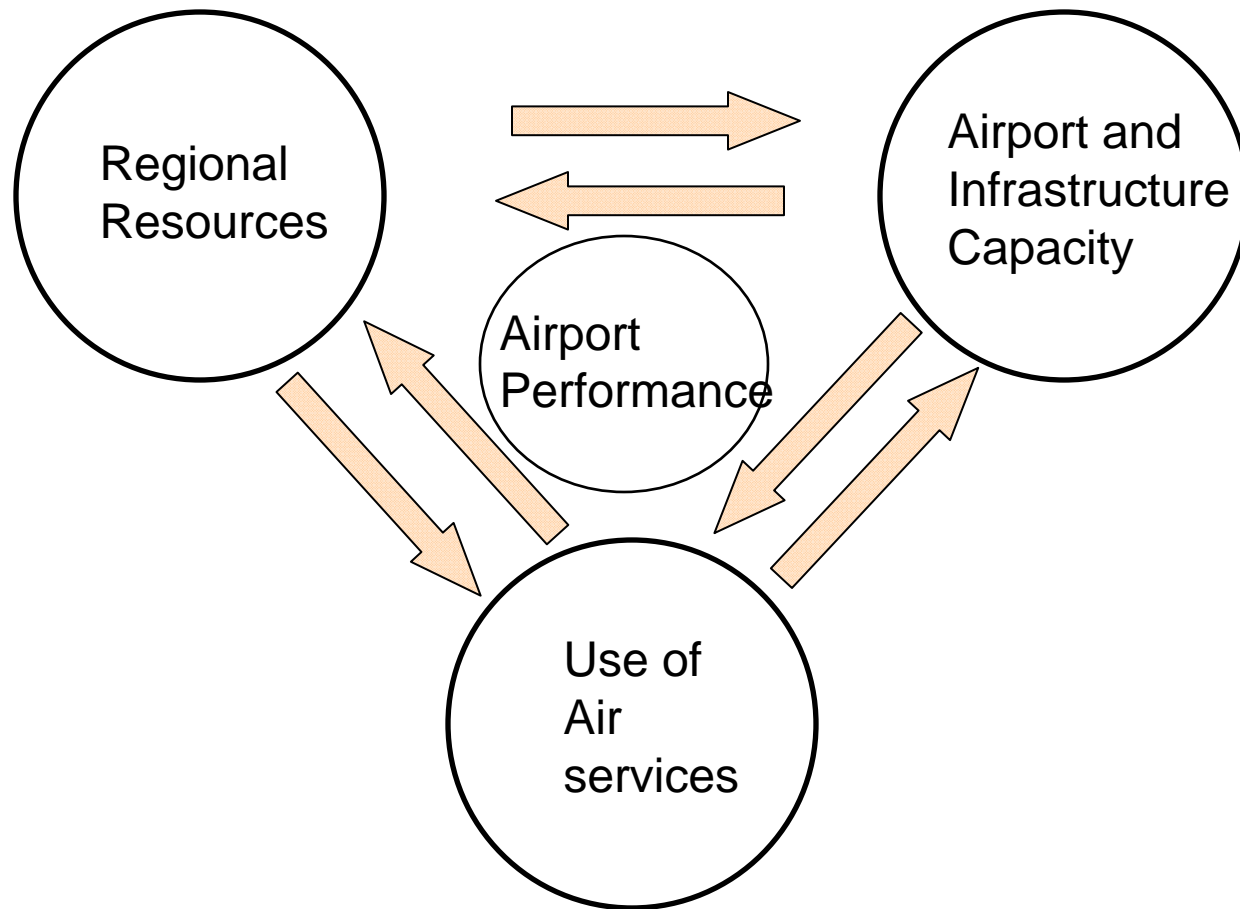 Regional
Resources
Airport and
Infrastructure
Capacity
Airport
Performance
Use of
Air
services